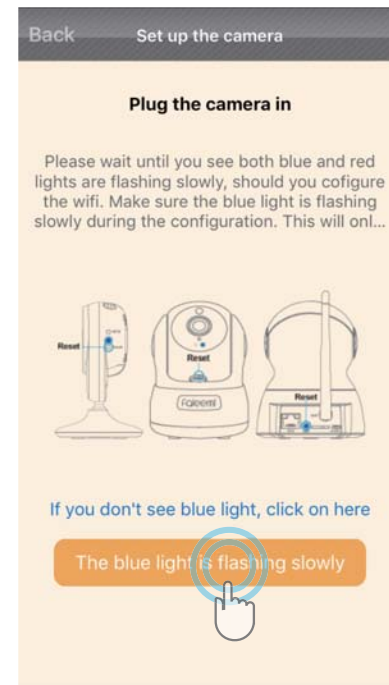 Back Set up the camera
Plug the camera in
Please wait until you see both blue and red
lights are flashing slowly, should you cofigure
the wifi. Make sure the blue light is flashing
slowly during the configuration. This will onl...
Reset
Reset
Faleemi
Reset
If you don't see blue light, click on here
The blue light is flashing slowly